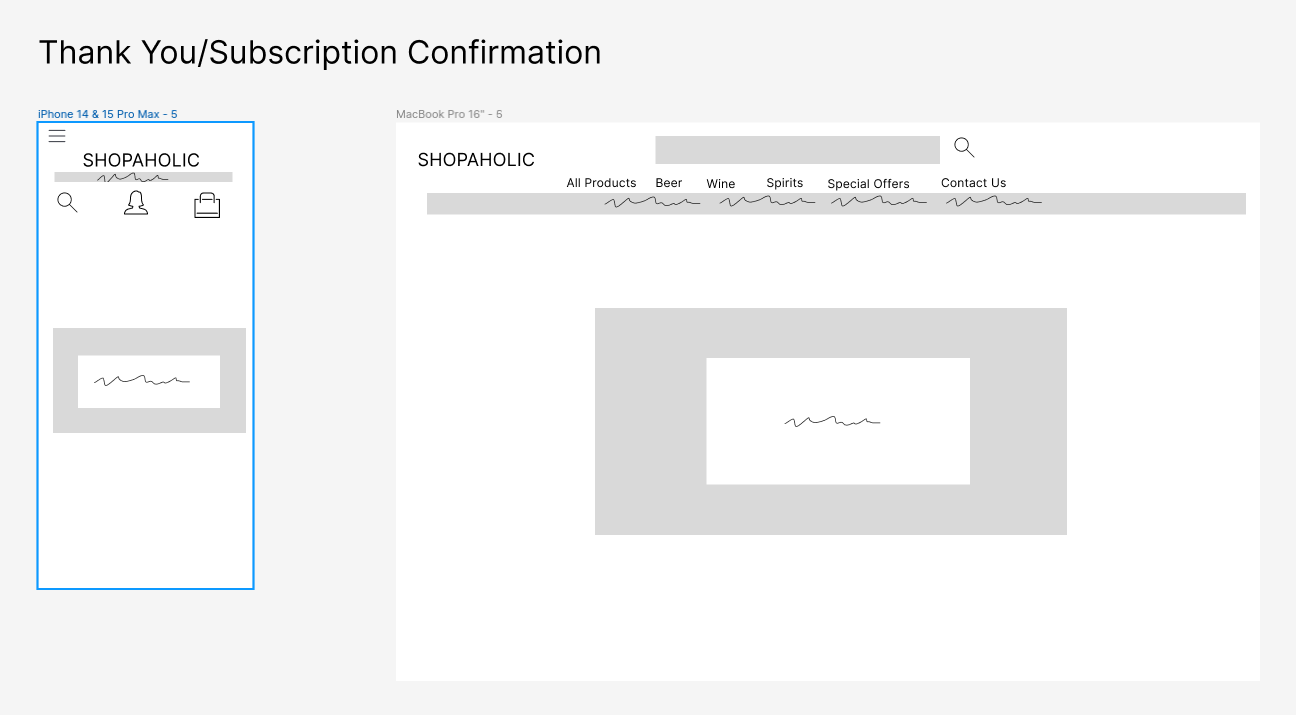 Thank You/Subscription Confirmation
iPhone 14 & 15 Pro Max - 5
SHOPAHOLIC
MacBook Pro 16" - 5
SHOPAHOLIC
All Products Beer Wine Spirits Special Offers Contact Us